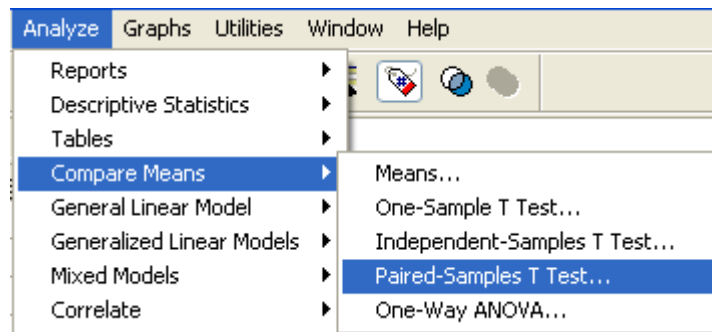 Analyze Graphs Utilities Window Help
Reports
Descriptive Statistics
Tables
Compare Means
General Linear Model
Generalized Linear Models
Mixed Models
Correlate
Means...
One-Sample T Test...
Independent-Samples T Test...
Paired-Samples T Test...
One-Way ANOVA...